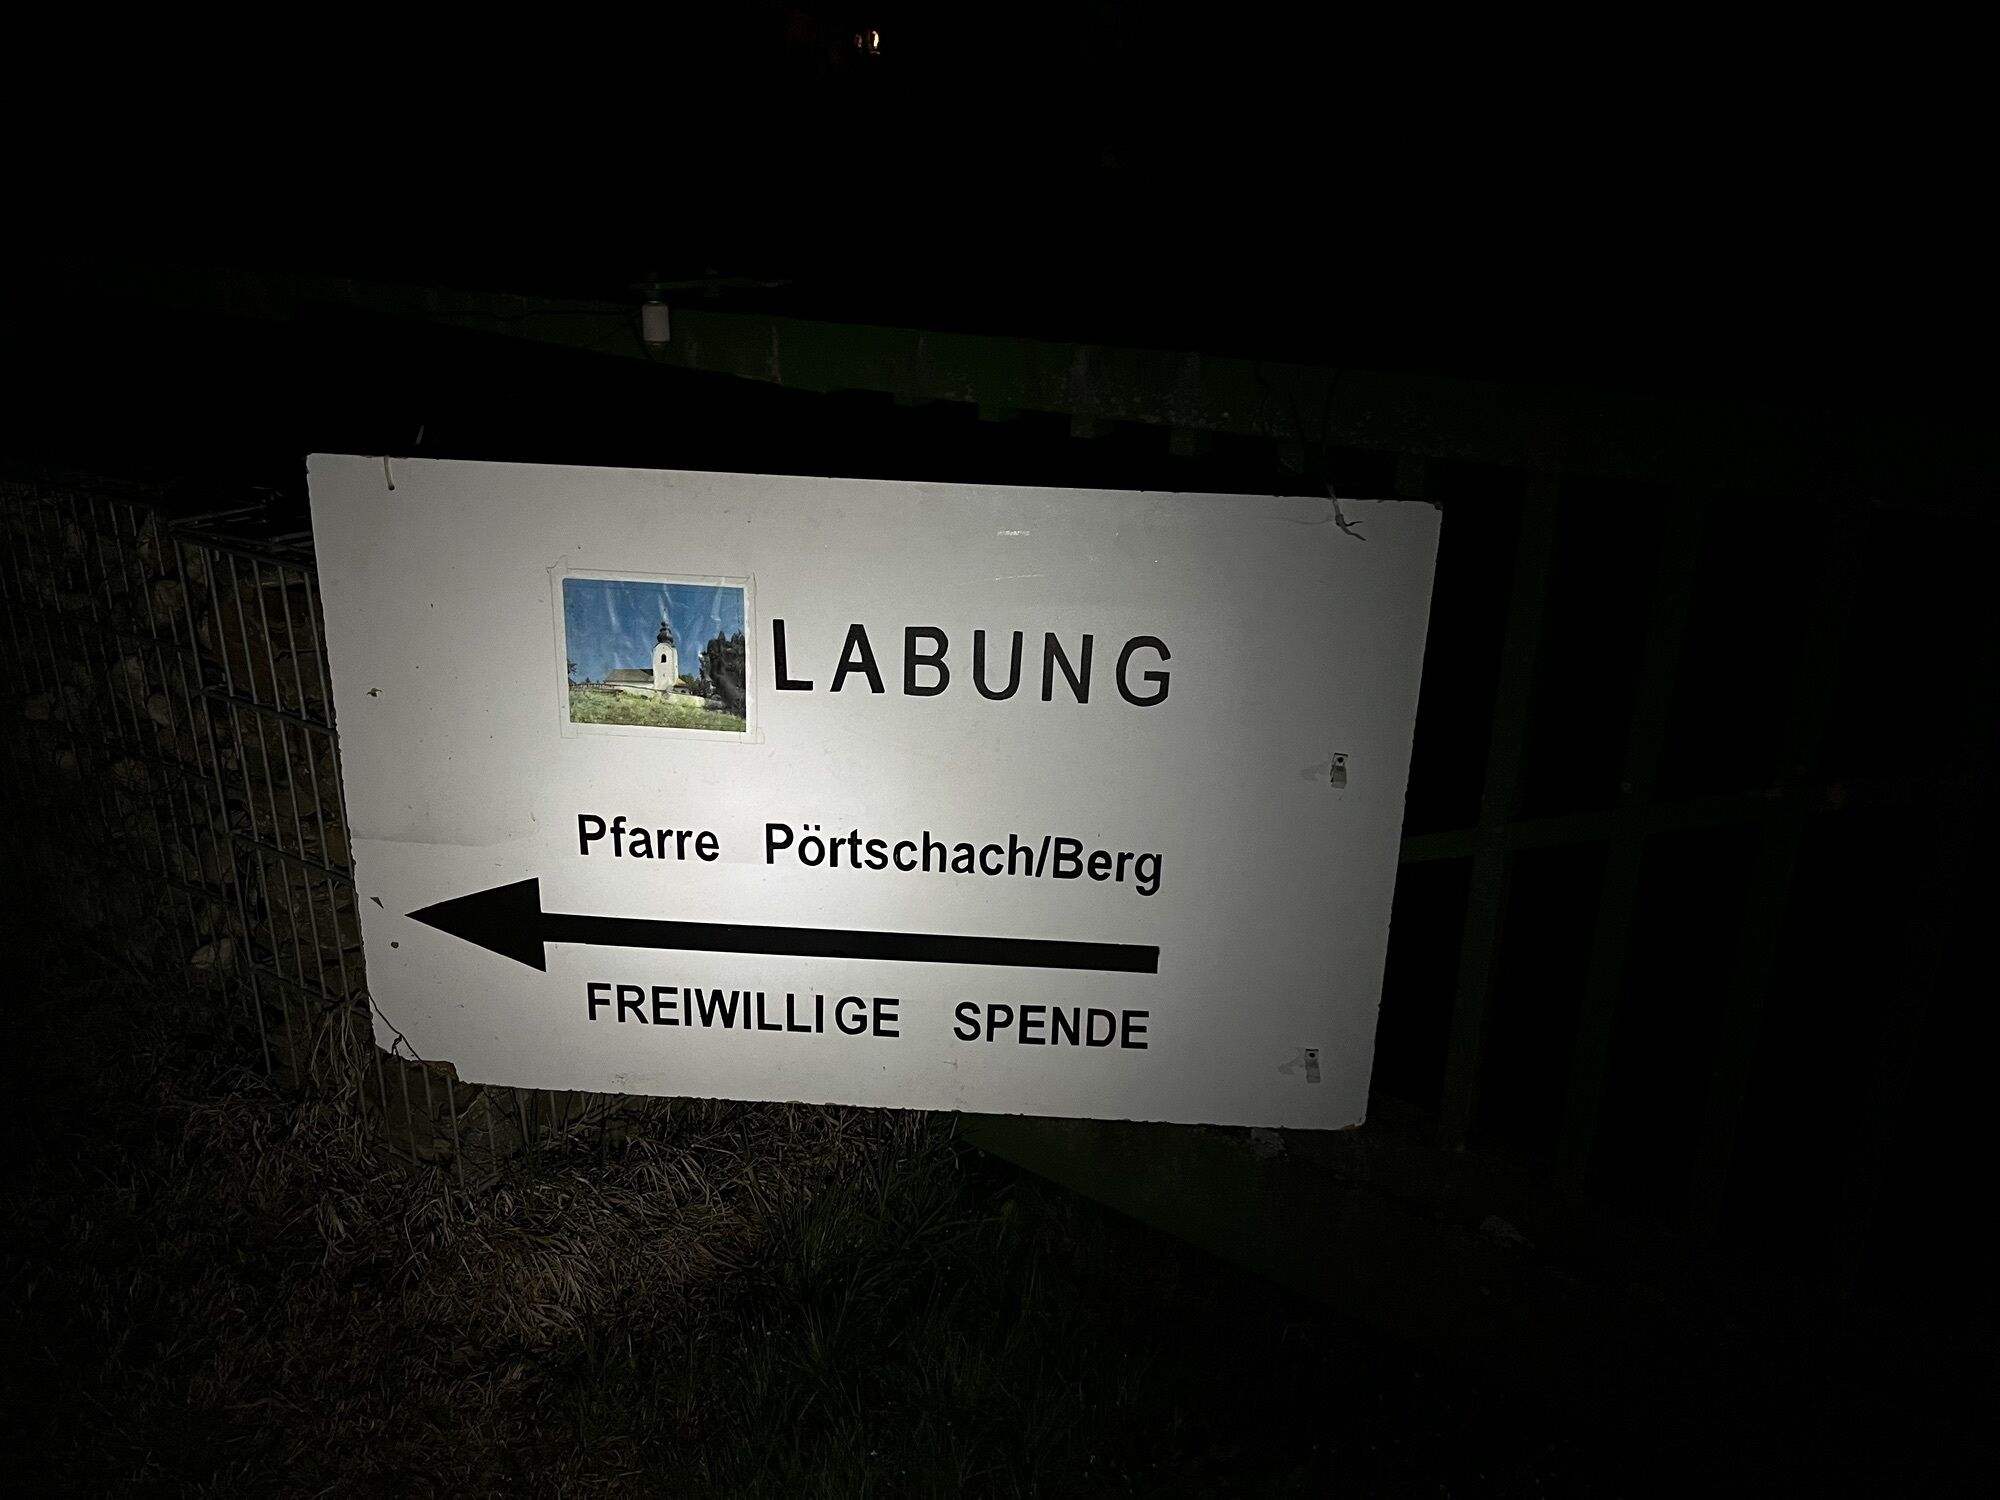 LABUNG
Pfarre Pörtschach/Berg
FREIWILLIGE SPENDE